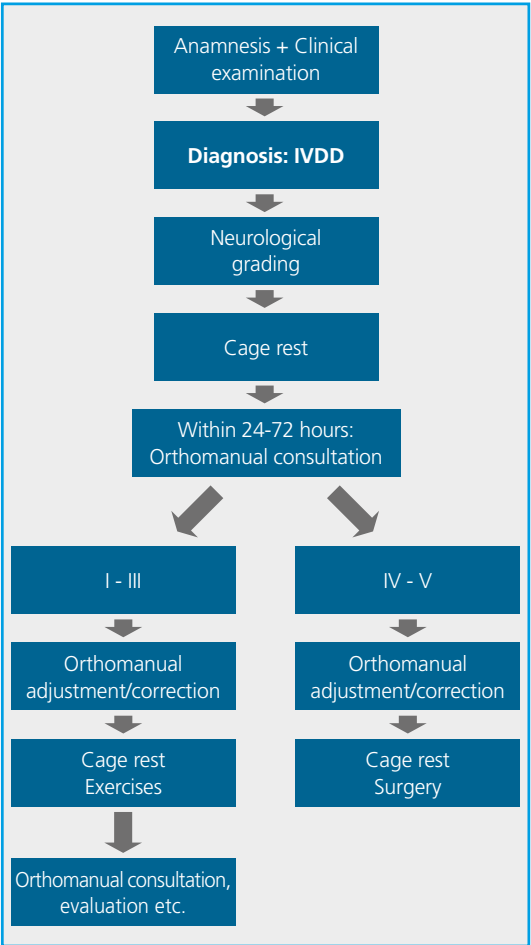 Anamnesis + Clinical
examination
Diagnosis: IVDD
Neurological
grading
Cage rest
Within 24-72 hours:
Orthomanual consultation
I - III
Orthomanual
adjustment/correction
Cage rest
Exercises
Orthomanual consultation,
evaluation etc.
IV - V
Orthomanual
adjustment/correction
Cage rest
Surgery